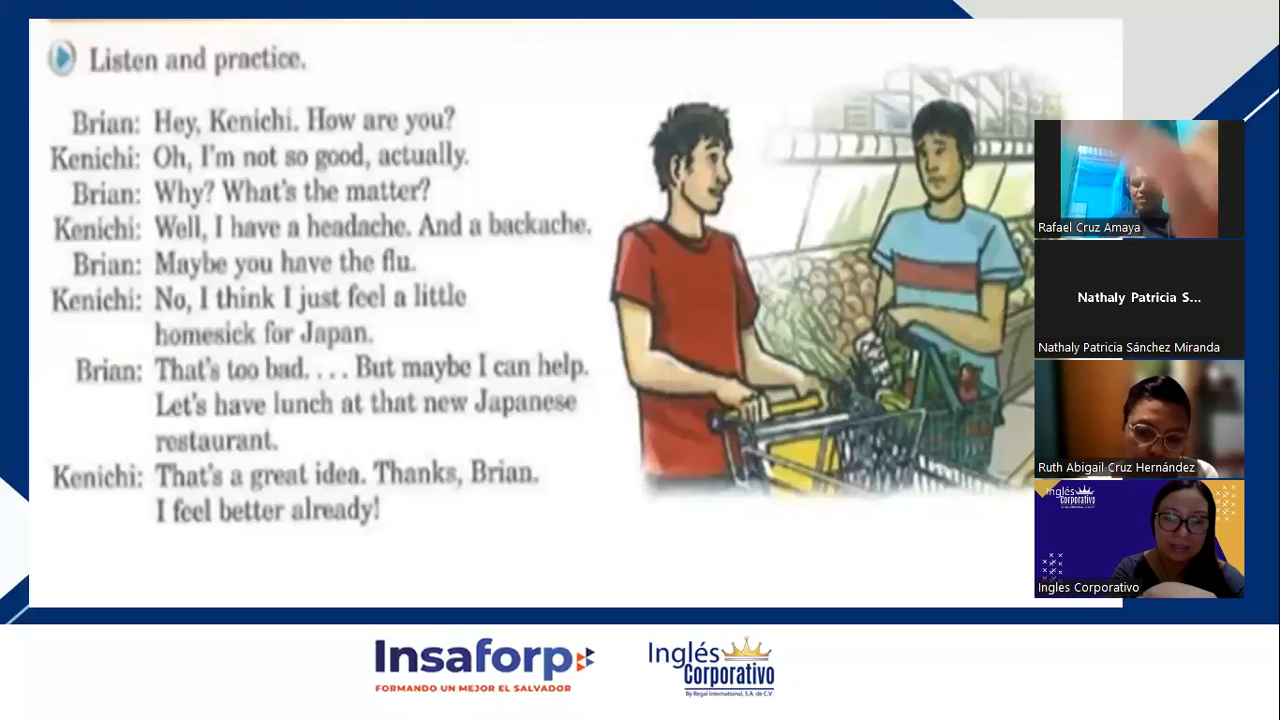 Listen and practice.
Brian: Hey, Kenichi. How are you?
Kenichi: Oh, I'm not so good, actually.
Brian: Why? What's the matter?
Kenichi: Well, I have a headache. And a backache.
Brian: Maybe you have the flu.
Kenichi: No, I think I just feel a little
homesick for Japan.
Brian: That's too bad. . . . But maybe I can help.
Let's have lunch at that new Japanese
restaurant.
Kenichi: That's a great idea. Thanks, Brian.
I feel better already!
Rafael Cruz Amaya
Nathaly Patricia S...
Nathaly Patricia Sánchez Miranda
Ruth Abigail Cruz Hernández
Inglés
Corporativo
Ingles Corporativo
Insaforp
FORMANDO UN MEJOR EL SALVADOR
Inglés
Corporativo
By Regal International, S.A. de C.V.